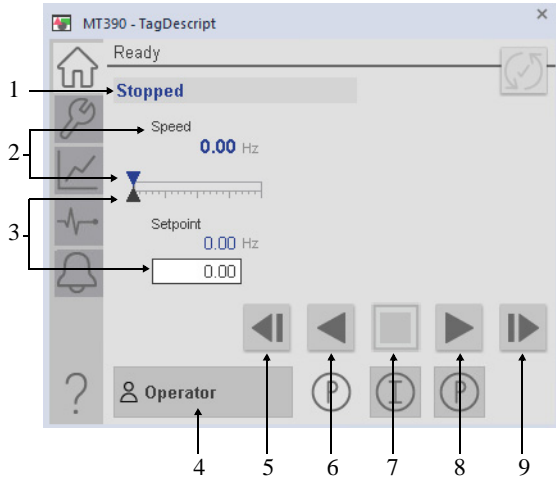 MT390 - TagDescript
Ready
1
Stopped
2
Speed
0.00 Hz
3
Setpoint
0.00 Hz
0.00
?
Operator
P
I
P
4
5
6
7
8
9